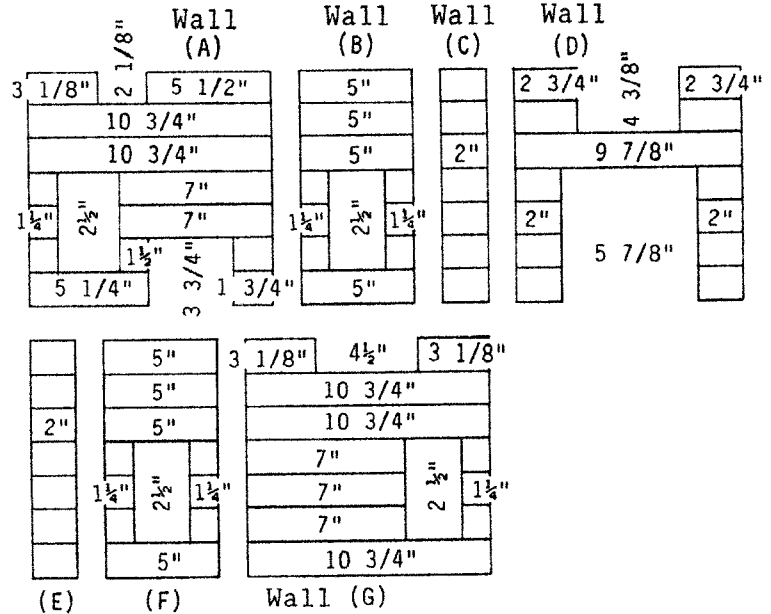 Wall Wall Wall Wall
(A) (B) (C) (D)
3 1/8" 2 1/8" 5 1/2" 5" 2 3/4" 4 3/8" 2 3/4"
10 3/4" 5"
10 3/4" 5" 2" 9 7/8"
7"
1¼" 2½" 7" 1¼" 2½" 1¼" 2" 2"
1½" 5 7/8"
5 1/4" 3 3/4" 1 3/4" 5"
5" 3 1/8" 4½" 3 1/8"
5" 10 3/4"
2" 5" 10 3/4"
7"
1¼" 2½" 1¼" 7" 2 ½" 1¼"
7"
5" 10 3/4"
(E) (F) Wall (G)